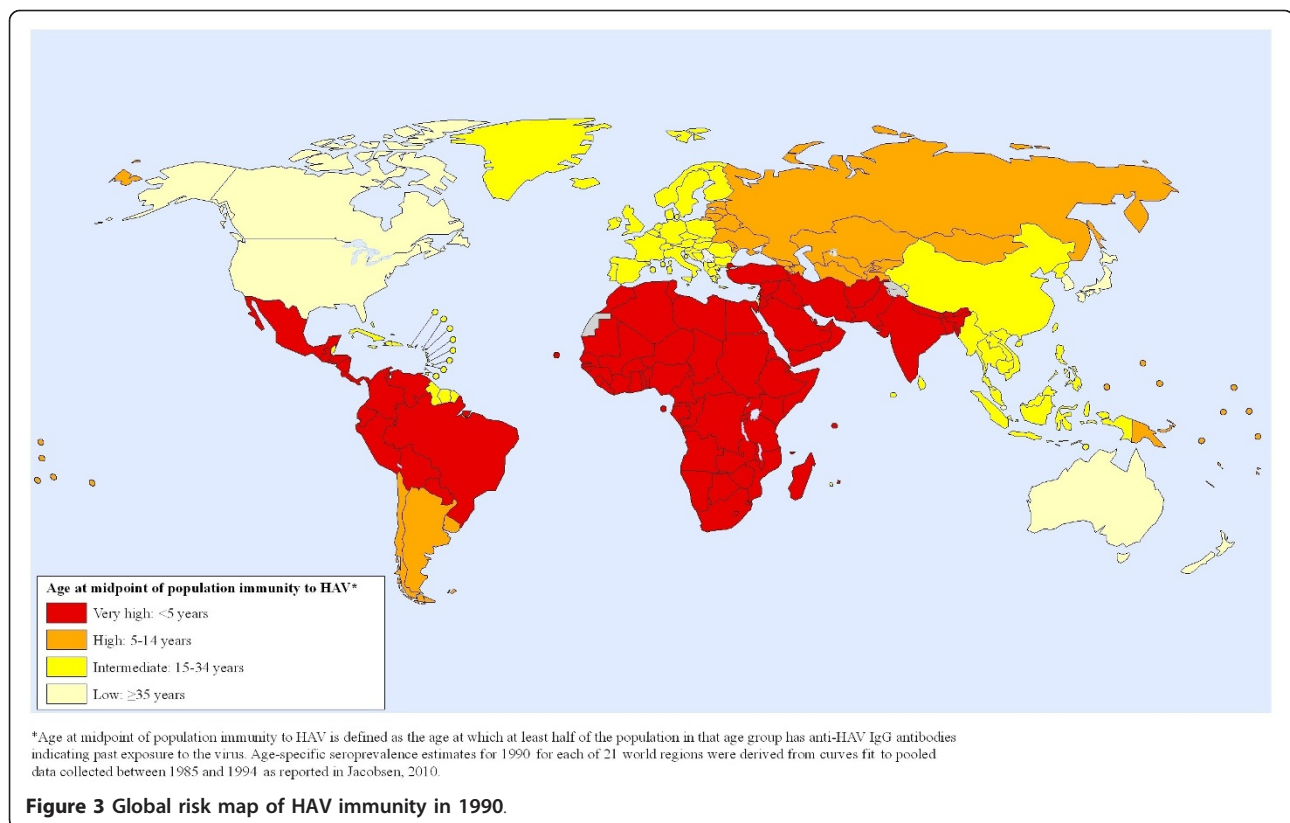 Age at midpoint of population immunity to HAV*
Very high: <5 years
High: 5-14 years
Intermediate: 15-34 years
Low: ≥35 years
*Age at midpoint of population immunity to HAV is defined as the age at which at least half of the population in that age group has anti-HAV IgG antibodies
indicating past exposure to the virus. Age-specific seroprevalence estimates for 1990 for each of 21 world regions were derived from curves fit to pooled
data collected between 1985 and 1994 as reported in Jacobsen, 2010.
Figure 3 Global risk map of HAV immunity in 1990.